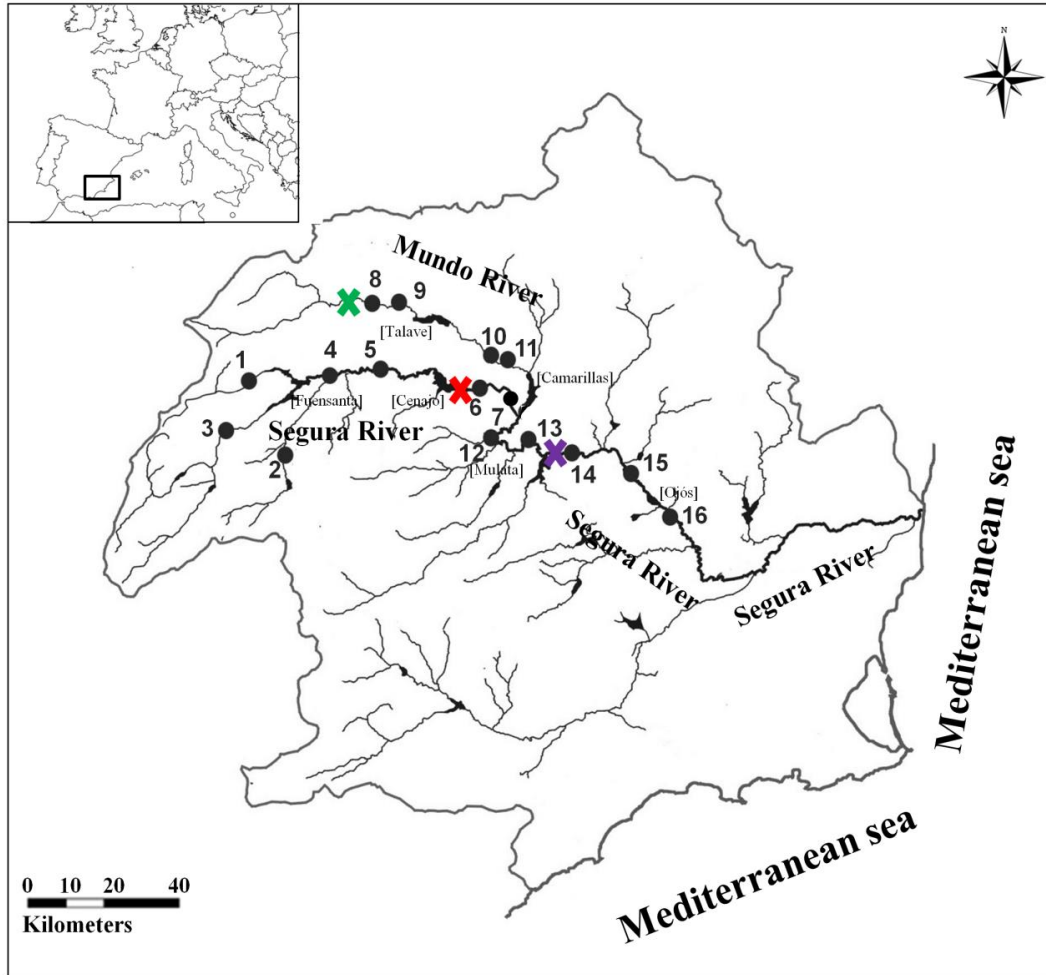 N
Mundo River
8
9
[Talave]
10
11
1
4
5
[Camarillas]
[Fuensanta]
[Cenajo]
6
7
3
Segura River
2
12
13
[Mulata]
14
15
[Ojós]
16
Segura River
Segura River
Mediterranean sea
Mediterranean sea
0 10 20 40
Kilometers